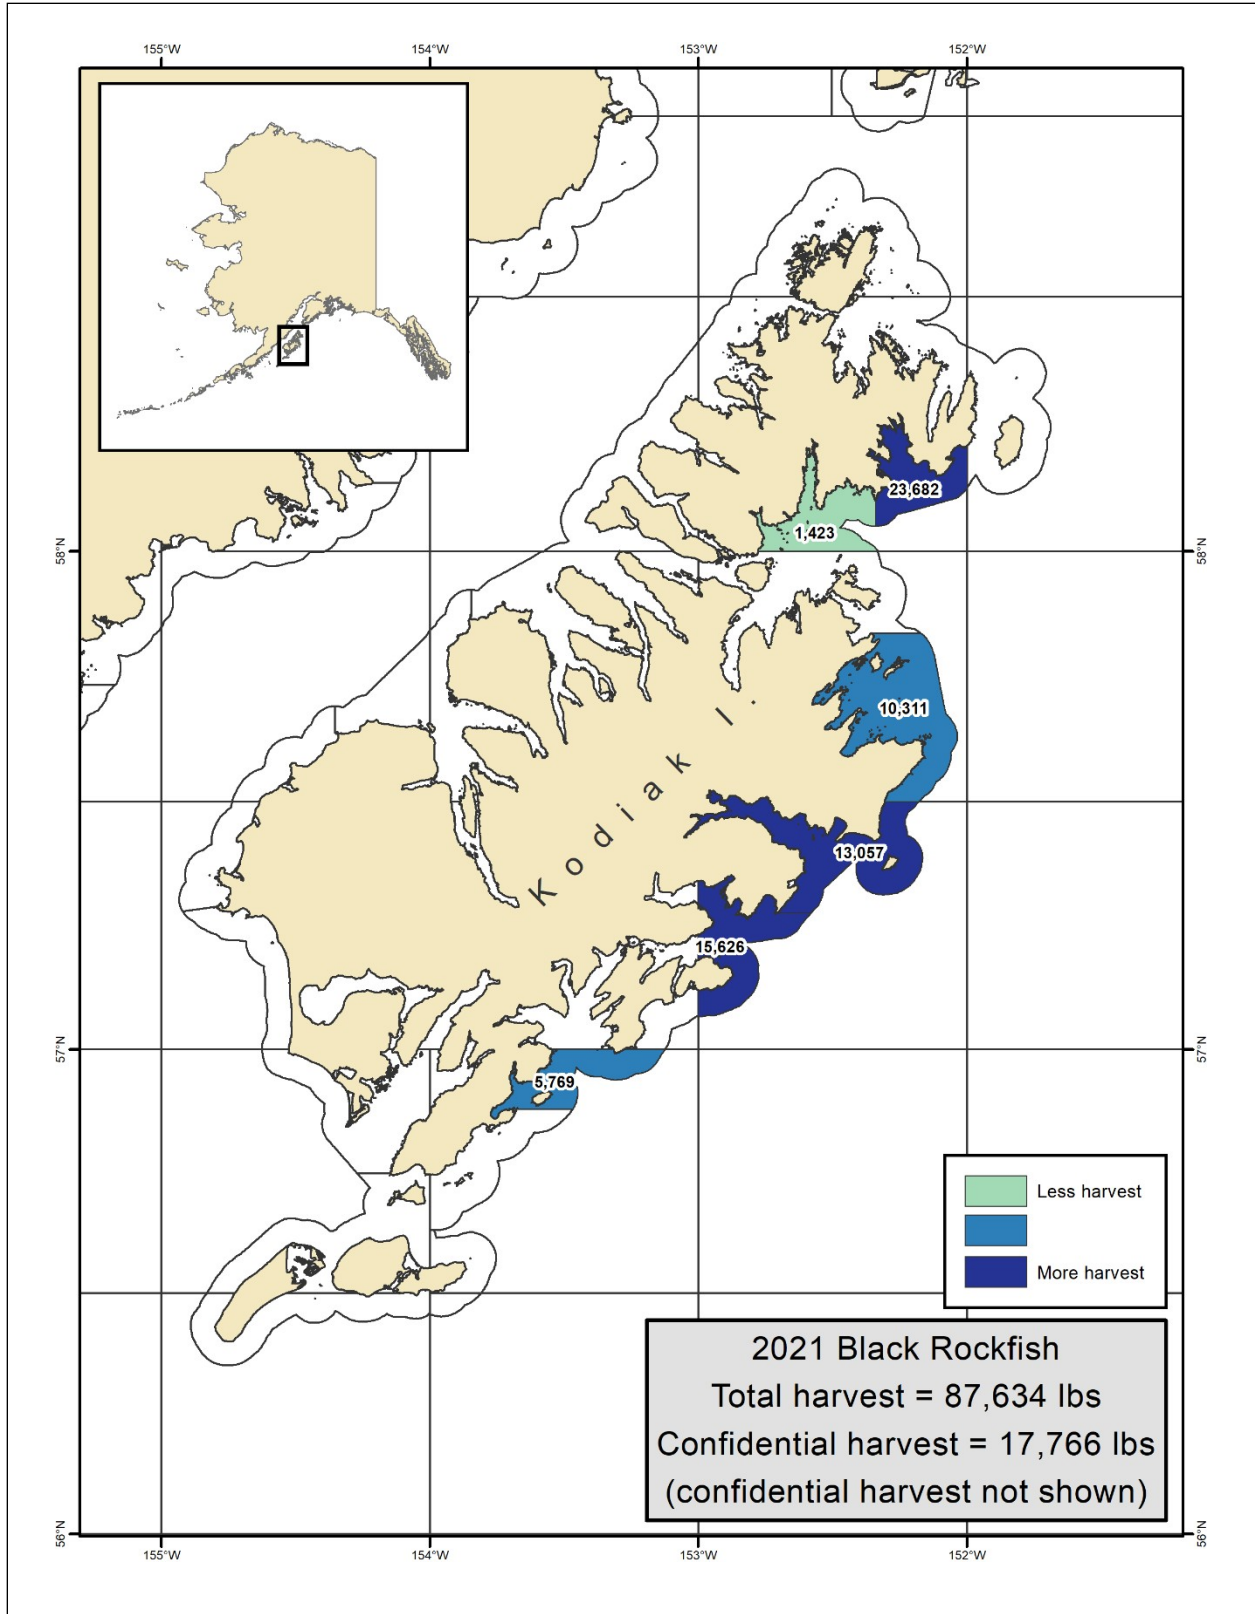 155°W 154°W 153°W 152°W
23,682
1,423
58°N 58°N
10,311
Kodiak I.
13,057
15,626
57°N 57°N
5,769
Less harvest
More harvest
2021 Black Rockfish
Total harvest = 87,634 lbs
Confidential harvest = 17,766 lbs
(confidential harvest not shown)
56°N 56°N
155°W 154°W 153°W 152°W